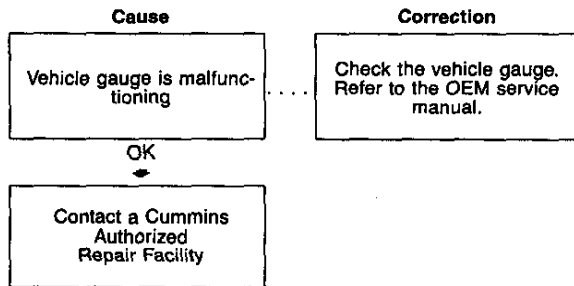 Cause
Correction
Vehicle gauge is malfunc-
tioning
Check the vehicle gauge.
Refer to the OEM service
manual.
OK
Contact a Cummins
Authorized
Repair Facility